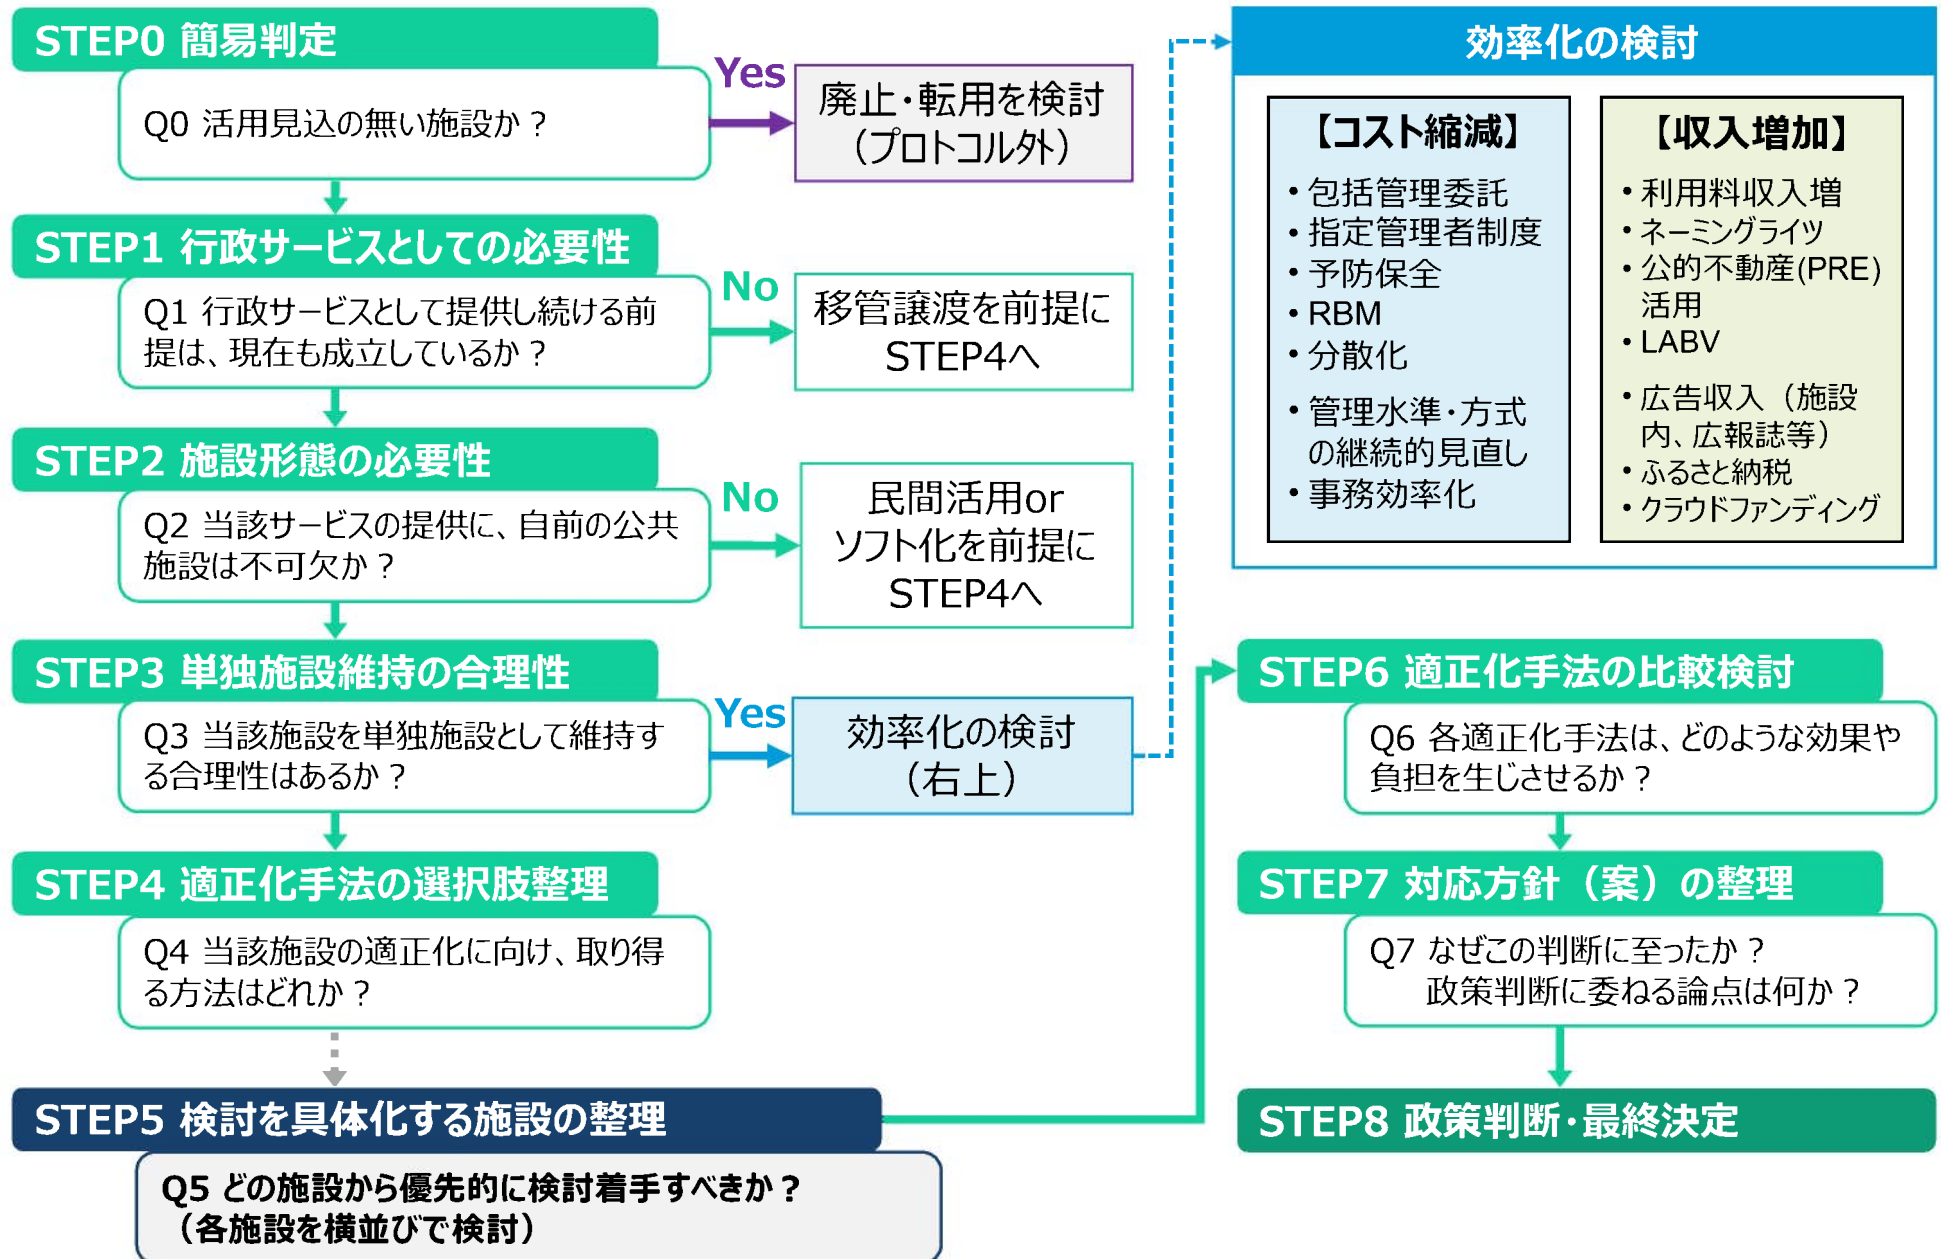 STEP0 簡易判定
Q0 活用見込の無い施設か？
Yes
廃止・転用を検討
（プロトコル外）
STEP1 行政サービスとしての必要性
Q1 行政サービスとして提供し続ける前
提は、現在も成立しているか？
No
移管譲渡を前提に
STEP4へ
STEP2 施設形態の必要性
Q2 当該サービスの提供に、自前の公共
施設は不可欠か？
No
民間活用or
ソフト化を前提に
STEP4へ
STEP3 単独施設維持の合理性
Q3 当該施設を単独施設として維持す
る合理性はあるか？
Yes
効率化の検討
（右上）
STEP4 適正化手法の選択肢整理
Q4 当該施設の適正化に向け、取り得
る方法はどれか？
STEP5 検討を具体化する施設の整理
Q5 どの施設から優先的に検討着手すべきか？
（各施設を横並びで検討）
効率化の検討
【コスト縮減】
・包括管理委託
・指定管理者制度
・予防保全
・RBM
・分散化
・管理水準・方式
の継続的見直し
・事務効率化
【収入増加】
・利用料収入増
・ネーミングライツ
・公的不動産(PRE)
活用
・LABV
・広告収入（施設
内、広報誌等）
・ふるさと納税
・クラウドファンディング
STEP6 適正化手法の比較検討
Q6 各適正化手法は、どのような効果や
負担を生じさせるか？
STEP7 対応方針（案）の整理
Q7 なぜこの判断に至ったか？
政策判断に委ねる論点は何か？
STEP8 政策判断・最終決定